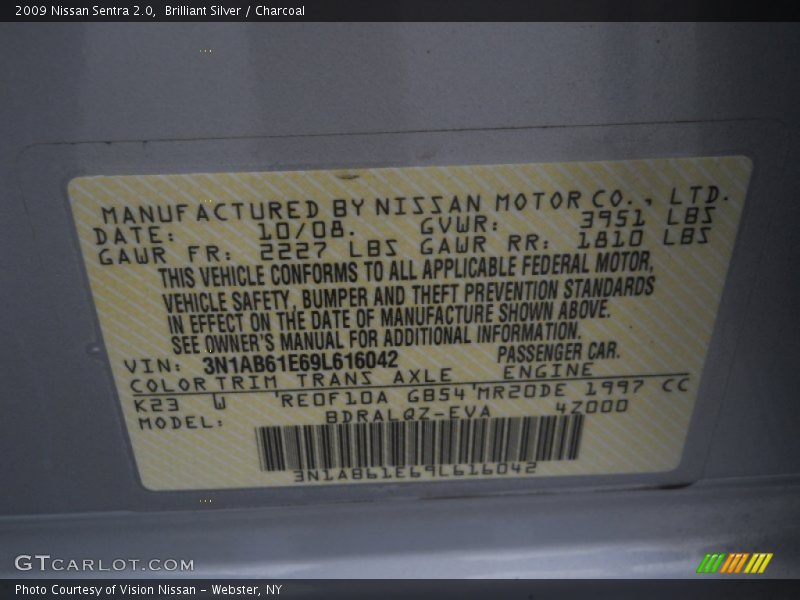 2009 Nissan Sentra 2.0,  Brilliant Silver / Charcoal
MANUFACTURED BY NISSAN MOTOR CO., LTD.
DATE: 10/08. GVWR: 3951 LBS
GAWR FR: 2227 LBS GAWR RR: 1810 LBS
THIS VEHICLE CONFORMS TO ALL APPLICABLE FEDERAL MOTOR,
VEHICLE SAFETY, BUMPER AND THEFT PREVENTION STANDARDS
IN EFFECT ON THE DATE OF MANUFACTURE SHOWN ABOVE.
SEE OWNER'S MANUAL FOR ADDITIONAL INFORMATION.
VIN: 3N1AB61E69L616042 PASSENGER CAR.
COLOR TRIM TRANS AXLE ENGINE
K23 W 'RE0F10A GB54'MR20DE 1997 CC
MODEL: BDRALQZ-EVA 4Z000
3N1AB61E69L616042
GTCARLOT.COM
Photo Courtesy of Vision Nissan - Webster, NY